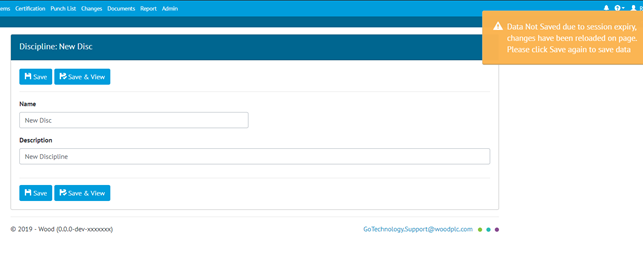 Certification Punch List Changes Documents Report Admin
Data Not Saved due to session expiry,
changes have been reloaded on page.
Please click Save again to save data
Discipline: New Disc
Save Save & View
Name
New Disc
Description
New Discipline
Save Save & View
© 2019 - Wood (0.0.0-dev-xxxxxxx) GoTechnology.Support@woodplc.com